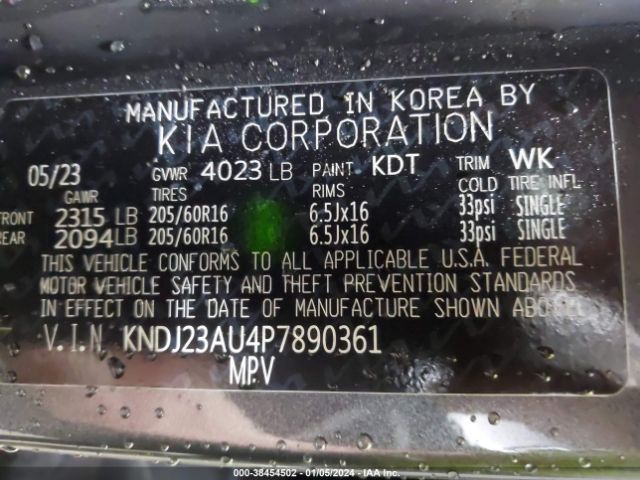 MANUFACTURED IN KOREA BY
KIA CORPORATION
05/23 GVWR 4023 LB PAINT KDT TRIM WK
GAWR TIRES RIMS COLD TIRE INFL
FRONT 2315 LB 205/60R16 6.5Jx16 33psi SINGLE
REAR 2094 LB 205/60R16 6.5Jx16 33psi SINGLE
THIS VEHICLE CONFORMS TO ALL APPLICABLE U.S.A. FEDERAL
MOTOR VEHICLE SAFETY AND THEFT PREVENTION STANDARDS
IN EFFECT ON THE DATE OF MANUFACTURE SHOWN ABOVE.
V.I.N. KNDJ23AU4P7890361
MPV
000-38454502 - 01/05/2024 - IAA Inc.